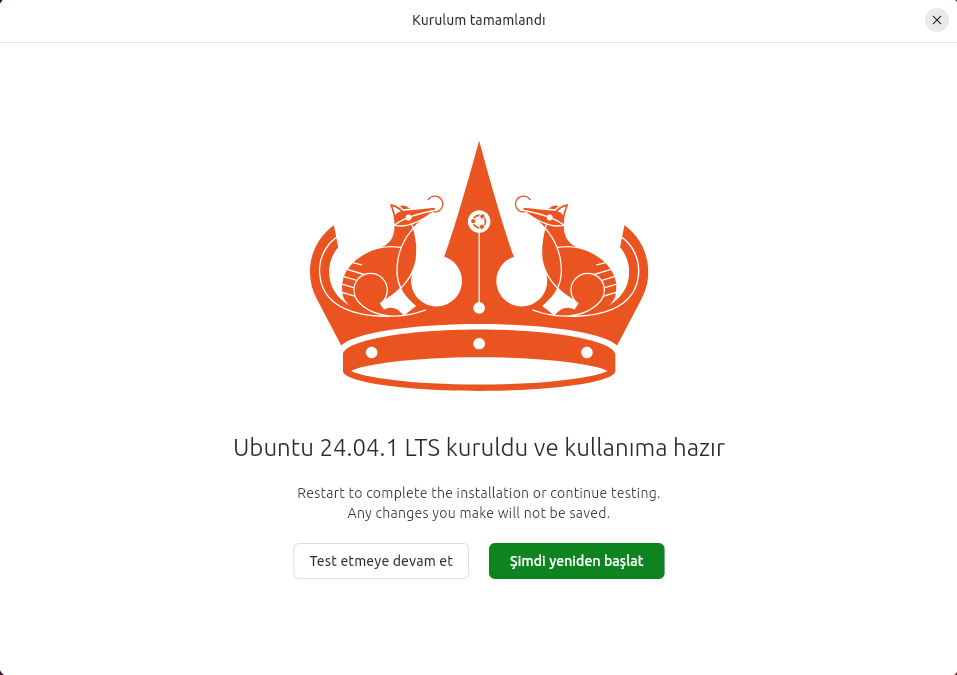 Kurulum tamamlandı
Ubuntu 24.04.1 LTS kuruldu ve kullanıma hazır
Restart to complete the installation or continue testing.
Any changes you make will not be saved.
Test etmeye devam et
Şimdi yeniden başlat